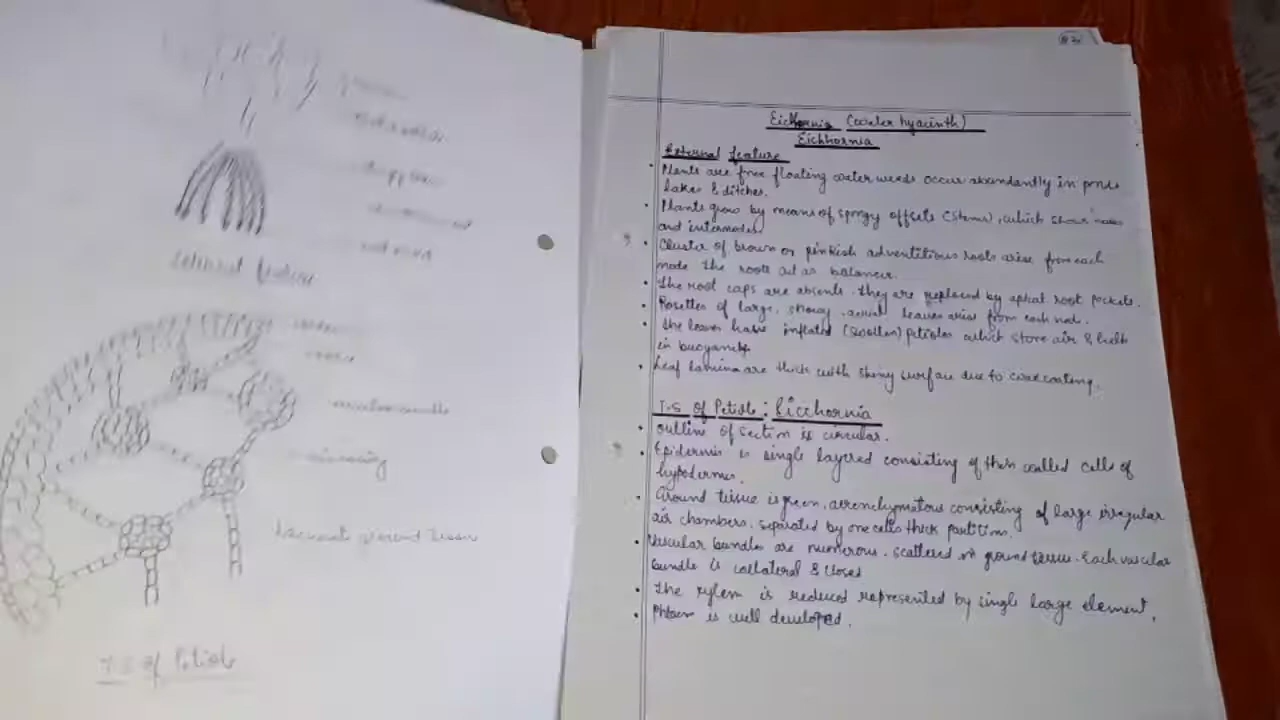 External feature
T.S of Petiole
Lacunate ground tissue
82
Eichornia (water hyacinth)
Eichhornia
External feature
• Plants are free floating water weeds occur abundantly in ponds
lakes & ditches.
• Plants grow by means of spongy offsets (stems), which show nodes
and internodes
• Cluster of brown or pinkish adventitious roots arise from each
node the roots act as balancer.
• The root caps are absents. They are replaced by apical root pockets.
• Rosettes of large, showy, aerial leaves arise from each
• The leaves have inflated (swollen) petioles which store air & help
in buoyancy
• Leaf lamina are thick with shiny surface due to wax coating.
T.S of Petiole: Eicchornia
• outline of section is circular.
• Epidermis is single layered consisting of thin walled cells of
hypodermis.
• Ground tissue is green, aerenchymatous consisting of large irregular
air chambers, separated by one cells thick partitions.
• Vascular bundles are numerous. scattered in ground tissue. Each vascular
bundle is collateral & closed
• The xylem is reduced represented by single large element.
• Phloem is well developed.